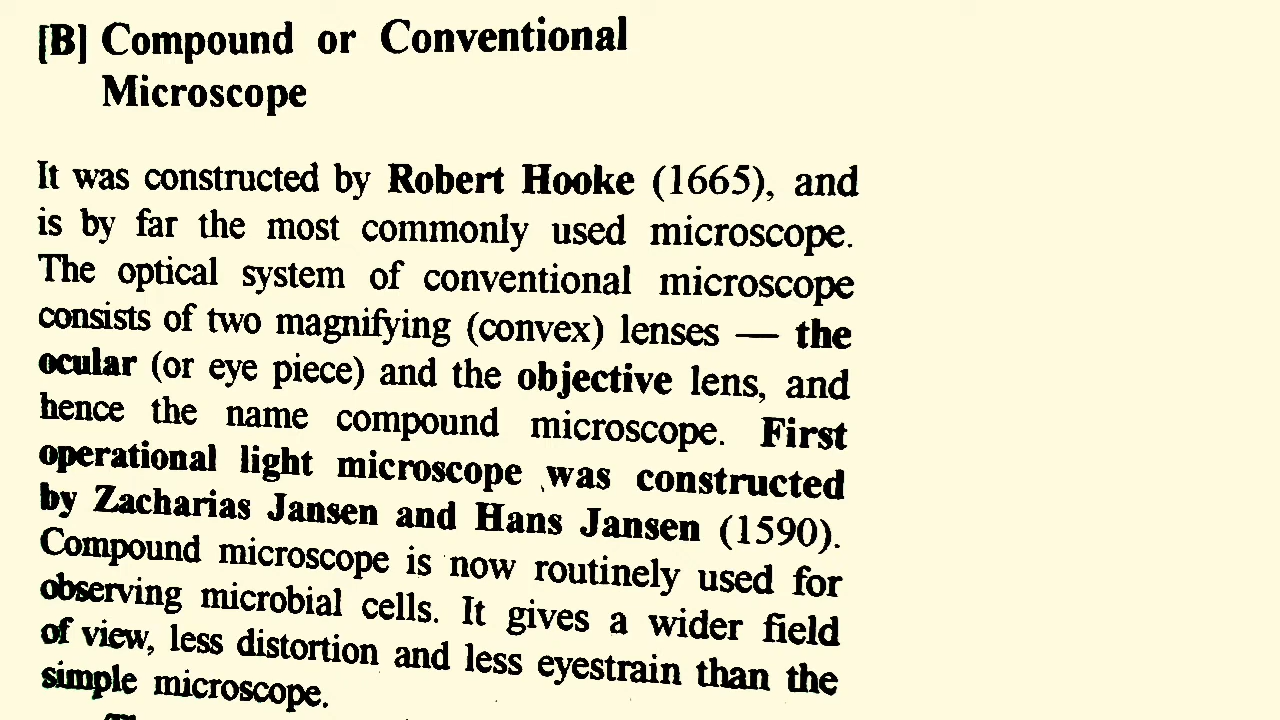 [B] Compound or Conventional
Microscope
It was constructed by Robert Hooke (1665), and
is by far the most commonly used microscope.
The optical system of conventional microscope
consists of two magnifying (convex) lenses — the
ocular (or eye piece) and the objective lens, and
hence the name compound microscope. First
operational light microscope was constructed
by Zacharias Jansen and Hans Jansen (1590).
Compound microscope is now routinely used for
observing microbial cells. It gives a wider field
of view, less distortion and less eyestrain than the
simple microscope.